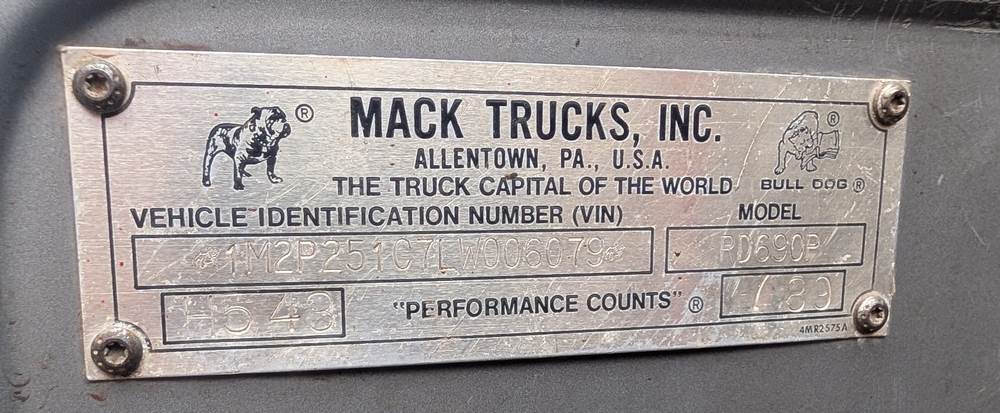 ® MACK TRUCKS, INC. ®
ALLENTOWN, PA., U.S.A.
THE TRUCK CAPITAL OF THE WORLD BULL DOG ®
VEHICLE IDENTIFICATION NUMBER (VIN) MODEL
1M2P251C7LW006079 RD690P
"PERFORMANCE COUNTS" ®
4MR2575A